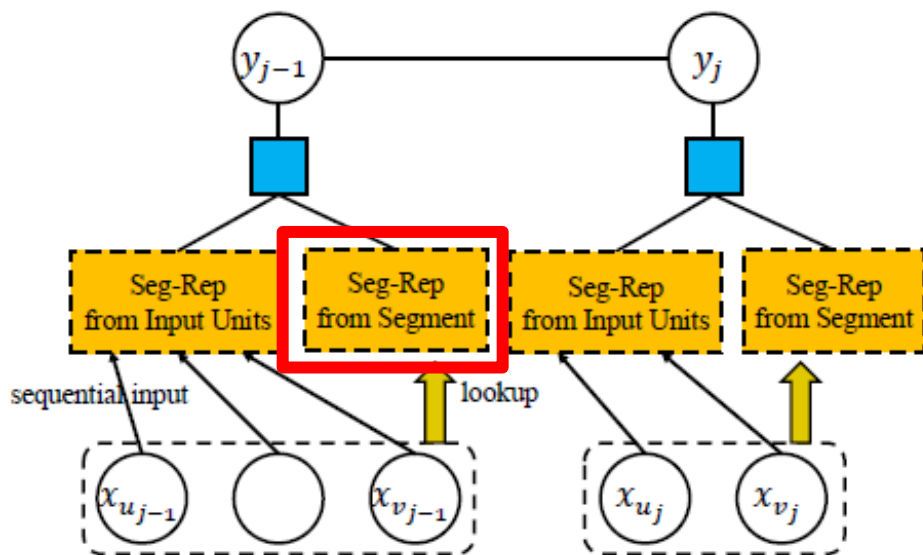 y_{j-1}
y_j
Seg-Rep
from Input Units
Seg-Rep
from Segment
Seg-Rep
from Input Units
Seg-Rep
from Segment
sequential input
lookup
x_{u_{j-1}}
x_{v_{j-1}}
x_{u_j}
x_{v_j}